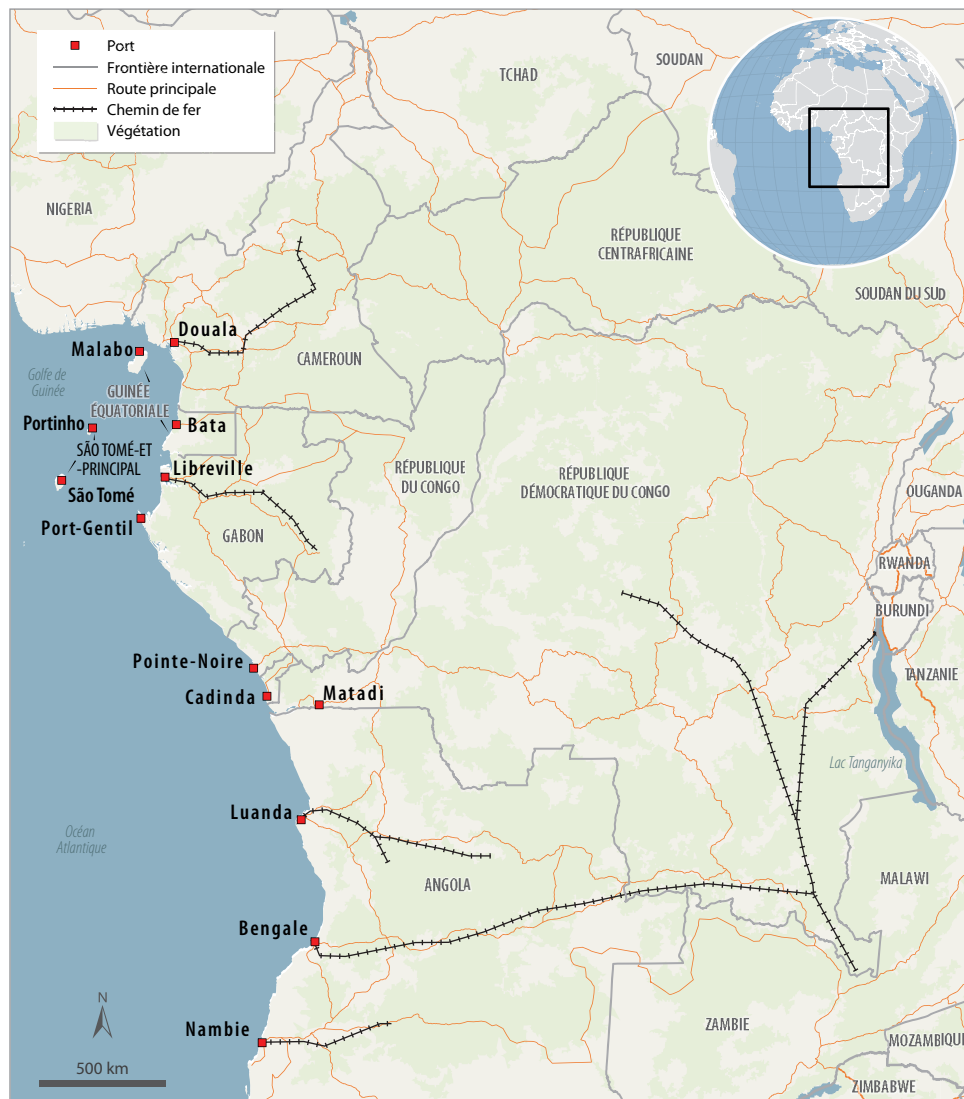 Port
Frontière internationale
Route principale
Chemin de fer
Végétation
TCHAD
SOUDAN
NIGERIA
RÉPUBLIQUE
CENTRAFRICAINE
SOUDAN DU SUD
Douala
Malabo
CAMEROUN
Golfe de
Guinée
GUINÉE
ÉQUATORIALE
Portinho
Bata
SÃO TOMÉ-ET
-PRINCIPAL
Libreville
RÉPUBLIQUE
DU CONGO
RÉPUBLIQUE
DÉMOCRATIQUE DU CONGO
São Tomé
OUGANDA
Port-Gentil
GABON
RWANDA
BURUNDI
Pointe-Noire
TANZANIE
Cadinda
Matadi
Lac Tanganyika
Luanda
Océan
Atlantique
ANGOLA
MALAWI
Bengale
N
Nambie
ZAMBIE
MOZAMBIQUE
500 km
ZIMBABWE